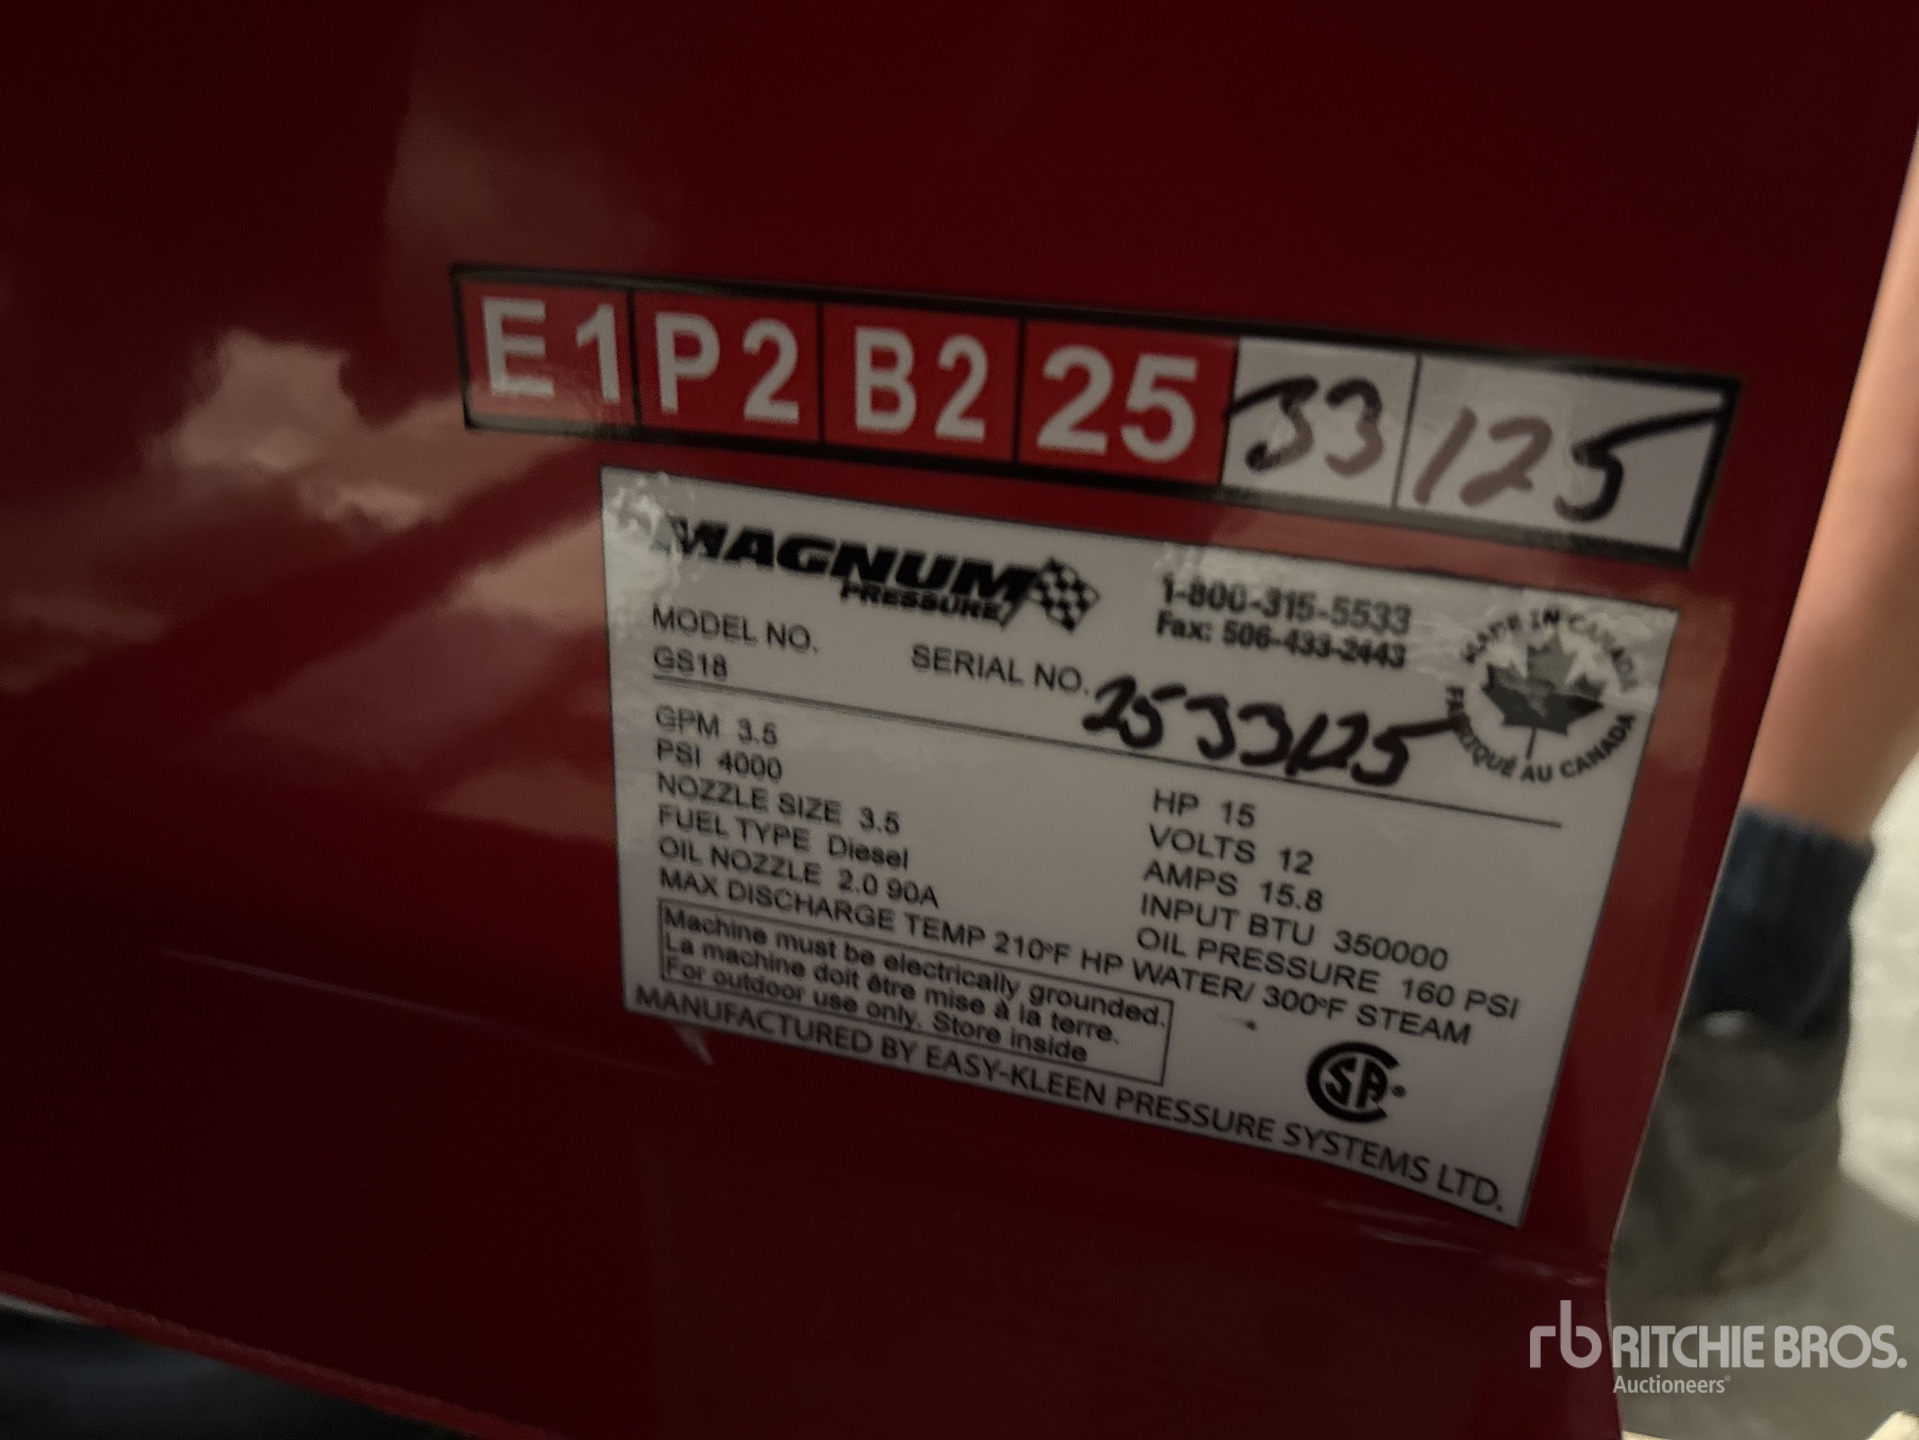 E1 P2 B2 25 33 125
MAGNUM
PRESSURE
1-800-315-5533
Fax: 506-433-2443
MADE IN CANADA
FABRIQUÉ AU CANADA
MODEL NO.
GS18
SERIAL NO. 2533125
GPM 3.5
PSI 4000
NOZZLE SIZE 3.5
FUEL TYPE Diesel
OIL NOZZLE 2.0 90A
HP 15
VOLTS 12
AMPS 15.8
INPUT BTU 350000
OIL PRESSURE 160 PSI
MAX DISCHARGE TEMP 210°F HP WATER/ 300°F STEAM
Machine must be electrically grounded.
La machine doit être mise à la terre.
For outdoor use only. Store inside
CSA
MANUFACTURED BY EASY-KLEEN PRESSURE SYSTEMS LTD.
rb RITCHIE BROS.
Auctioneers®